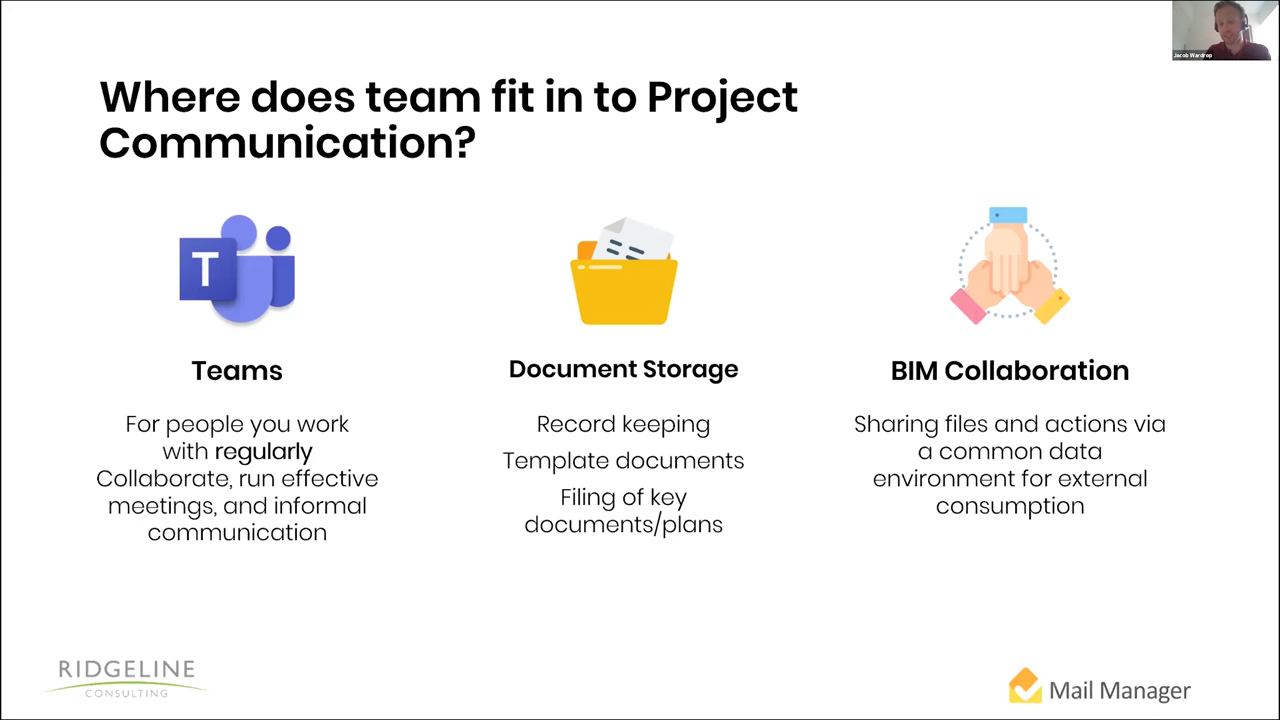 Jacob Wardrop
Where does team fit in to Project
Communication?
T
Teams
For people you work
with regularly
Collaborate, run effective
meetings, and informal
communication
Document Storage
Record keeping
Template documents
Filing of key
documents/plans
BIM Collaboration
Sharing files and actions via
a common data
environment for external
consumption
RIDGELINE
CONSULTING
Mail Manager